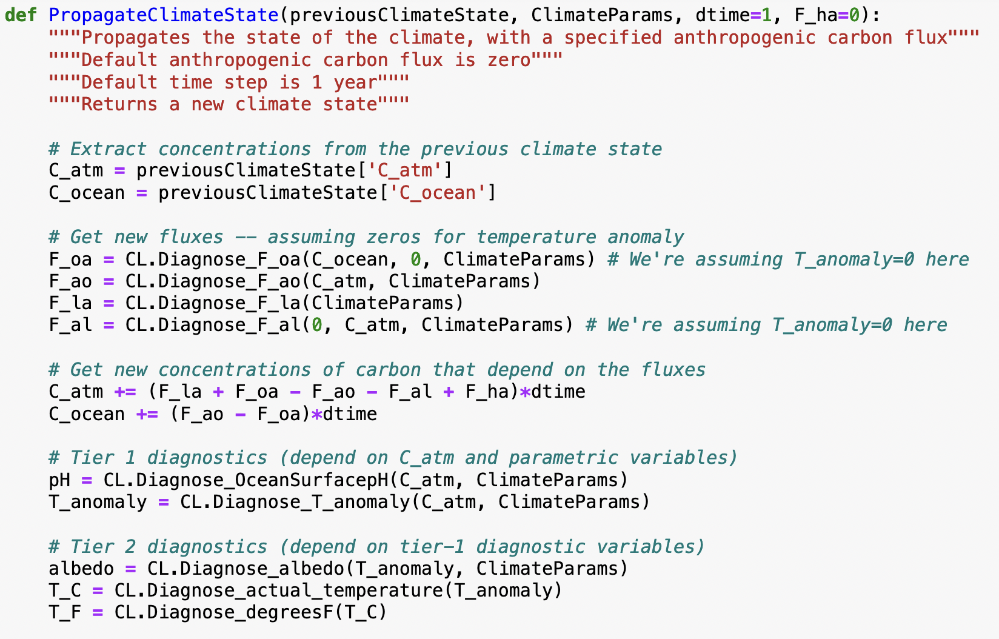 def PropagateClimateState(previousClimateState, ClimateParams, dtime=1, F_ha=0):
    """Propagates the state of the climate, with a specified anthropogenic carbon flux"""
    """Default anthropogenic carbon flux is zero"""
    """Default time step is 1 year"""
    """Returns a new climate state"""

    # Extract concentrations from the previous climate state
    C_atm = previousClimateState['C_atm']
    C_ocean = previousClimateState['C_ocean']

    # Get new fluxes -- assuming zeros for temperature anomaly
    F_oa = CL.Diagnose_F_oa(C_ocean, 0, ClimateParams) # We're assuming T_anomaly=0 here
    F_ao = CL.Diagnose_F_ao(C_atm, ClimateParams)
    F_la = CL.Diagnose_F_la(ClimateParams)
    F_al = CL.Diagnose_F_al(0, C_atm, ClimateParams) # We're assuming T_anomaly=0 here

    # Get new concentrations of carbon that depend on the fluxes
    C_atm += (F_la + F_oa - F_ao - F_al + F_ha)*dtime
    C_ocean += (F_ao - F_oa)*dtime

    # Tier 1 diagnostics (depend on C_atm and parametric variables)
    pH = CL.Diagnose_OceanSurfacepH(C_atm, ClimateParams)
    T_anomaly = CL.Diagnose_T_anomaly(C_atm, ClimateParams)

    # Tier 2 diagnostics (depend on tier-1 diagnostic variables)
    albedo = CL.Diagnose_albedo(T_anomaly, ClimateParams)
    T_C = CL.Diagnose_actual_temperature(T_anomaly)
    T_F = CL.Diagnose_degreesF(T_C)